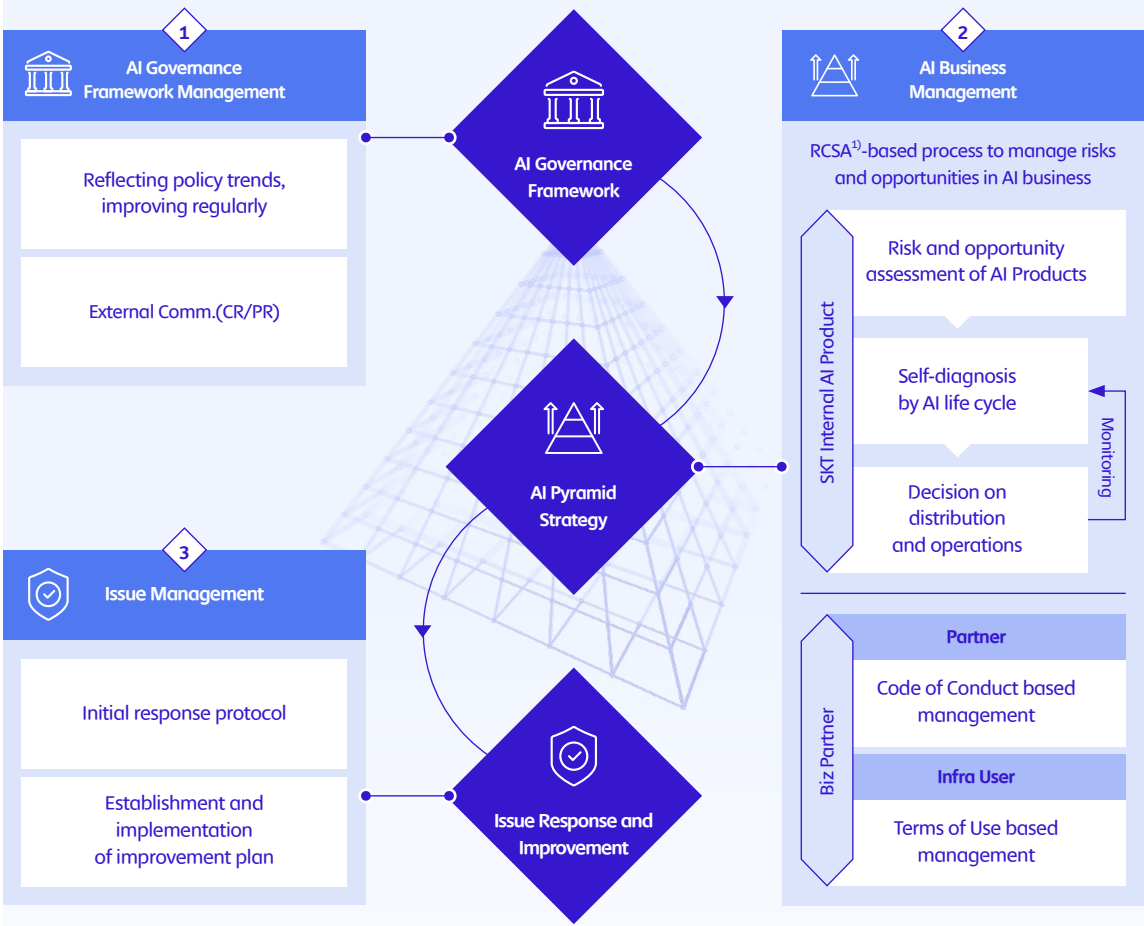 1
AI Governance
Framework Management
Reflecting policy trends,
improving regularly
External Comm.(CR/PR)
AI Governance
Framework
AI Pyramid
Strategy
Issue Response and
Improvement
2
AI Business
Management
RCSA1)-based process to manage risks
and opportunities in AI business
SKT Internal AI Product
Risk and opportunity
assessment of AI Products
Self-diagnosis
by AI life cycle
Decision on
distribution
and operations
Monitoring
Biz Partner
Partner
Code of Conduct based
management
Infra User
Terms of Use based
management
3
Issue Management
Initial response protocol
Establishment and
implementation
of improvement plan